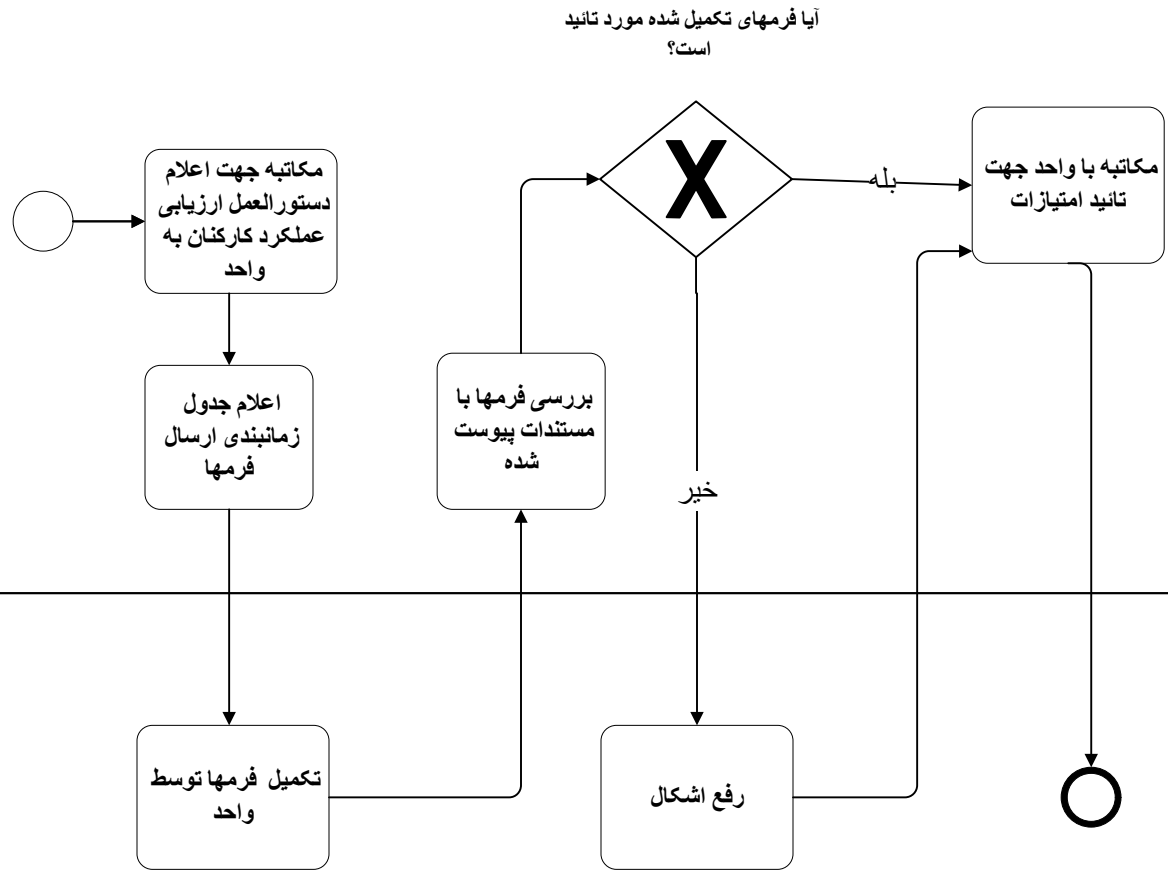 آیا فرمهای تکمیل شده مورد تائید
است؟
مکاتبه جهت اعلام
دستورالعمل ارزیابی
عملکرد کارکنان به
واحد
اعلام جدول
زمانبندی ارسال
فرمها
تکمیل فرمها توسط
واحد
بررسی فرمها با
مستندات پیوست
شده
X
بله
خیر
رفع اشکال
مکاتبه با واحد جهت
تائید امتیازات